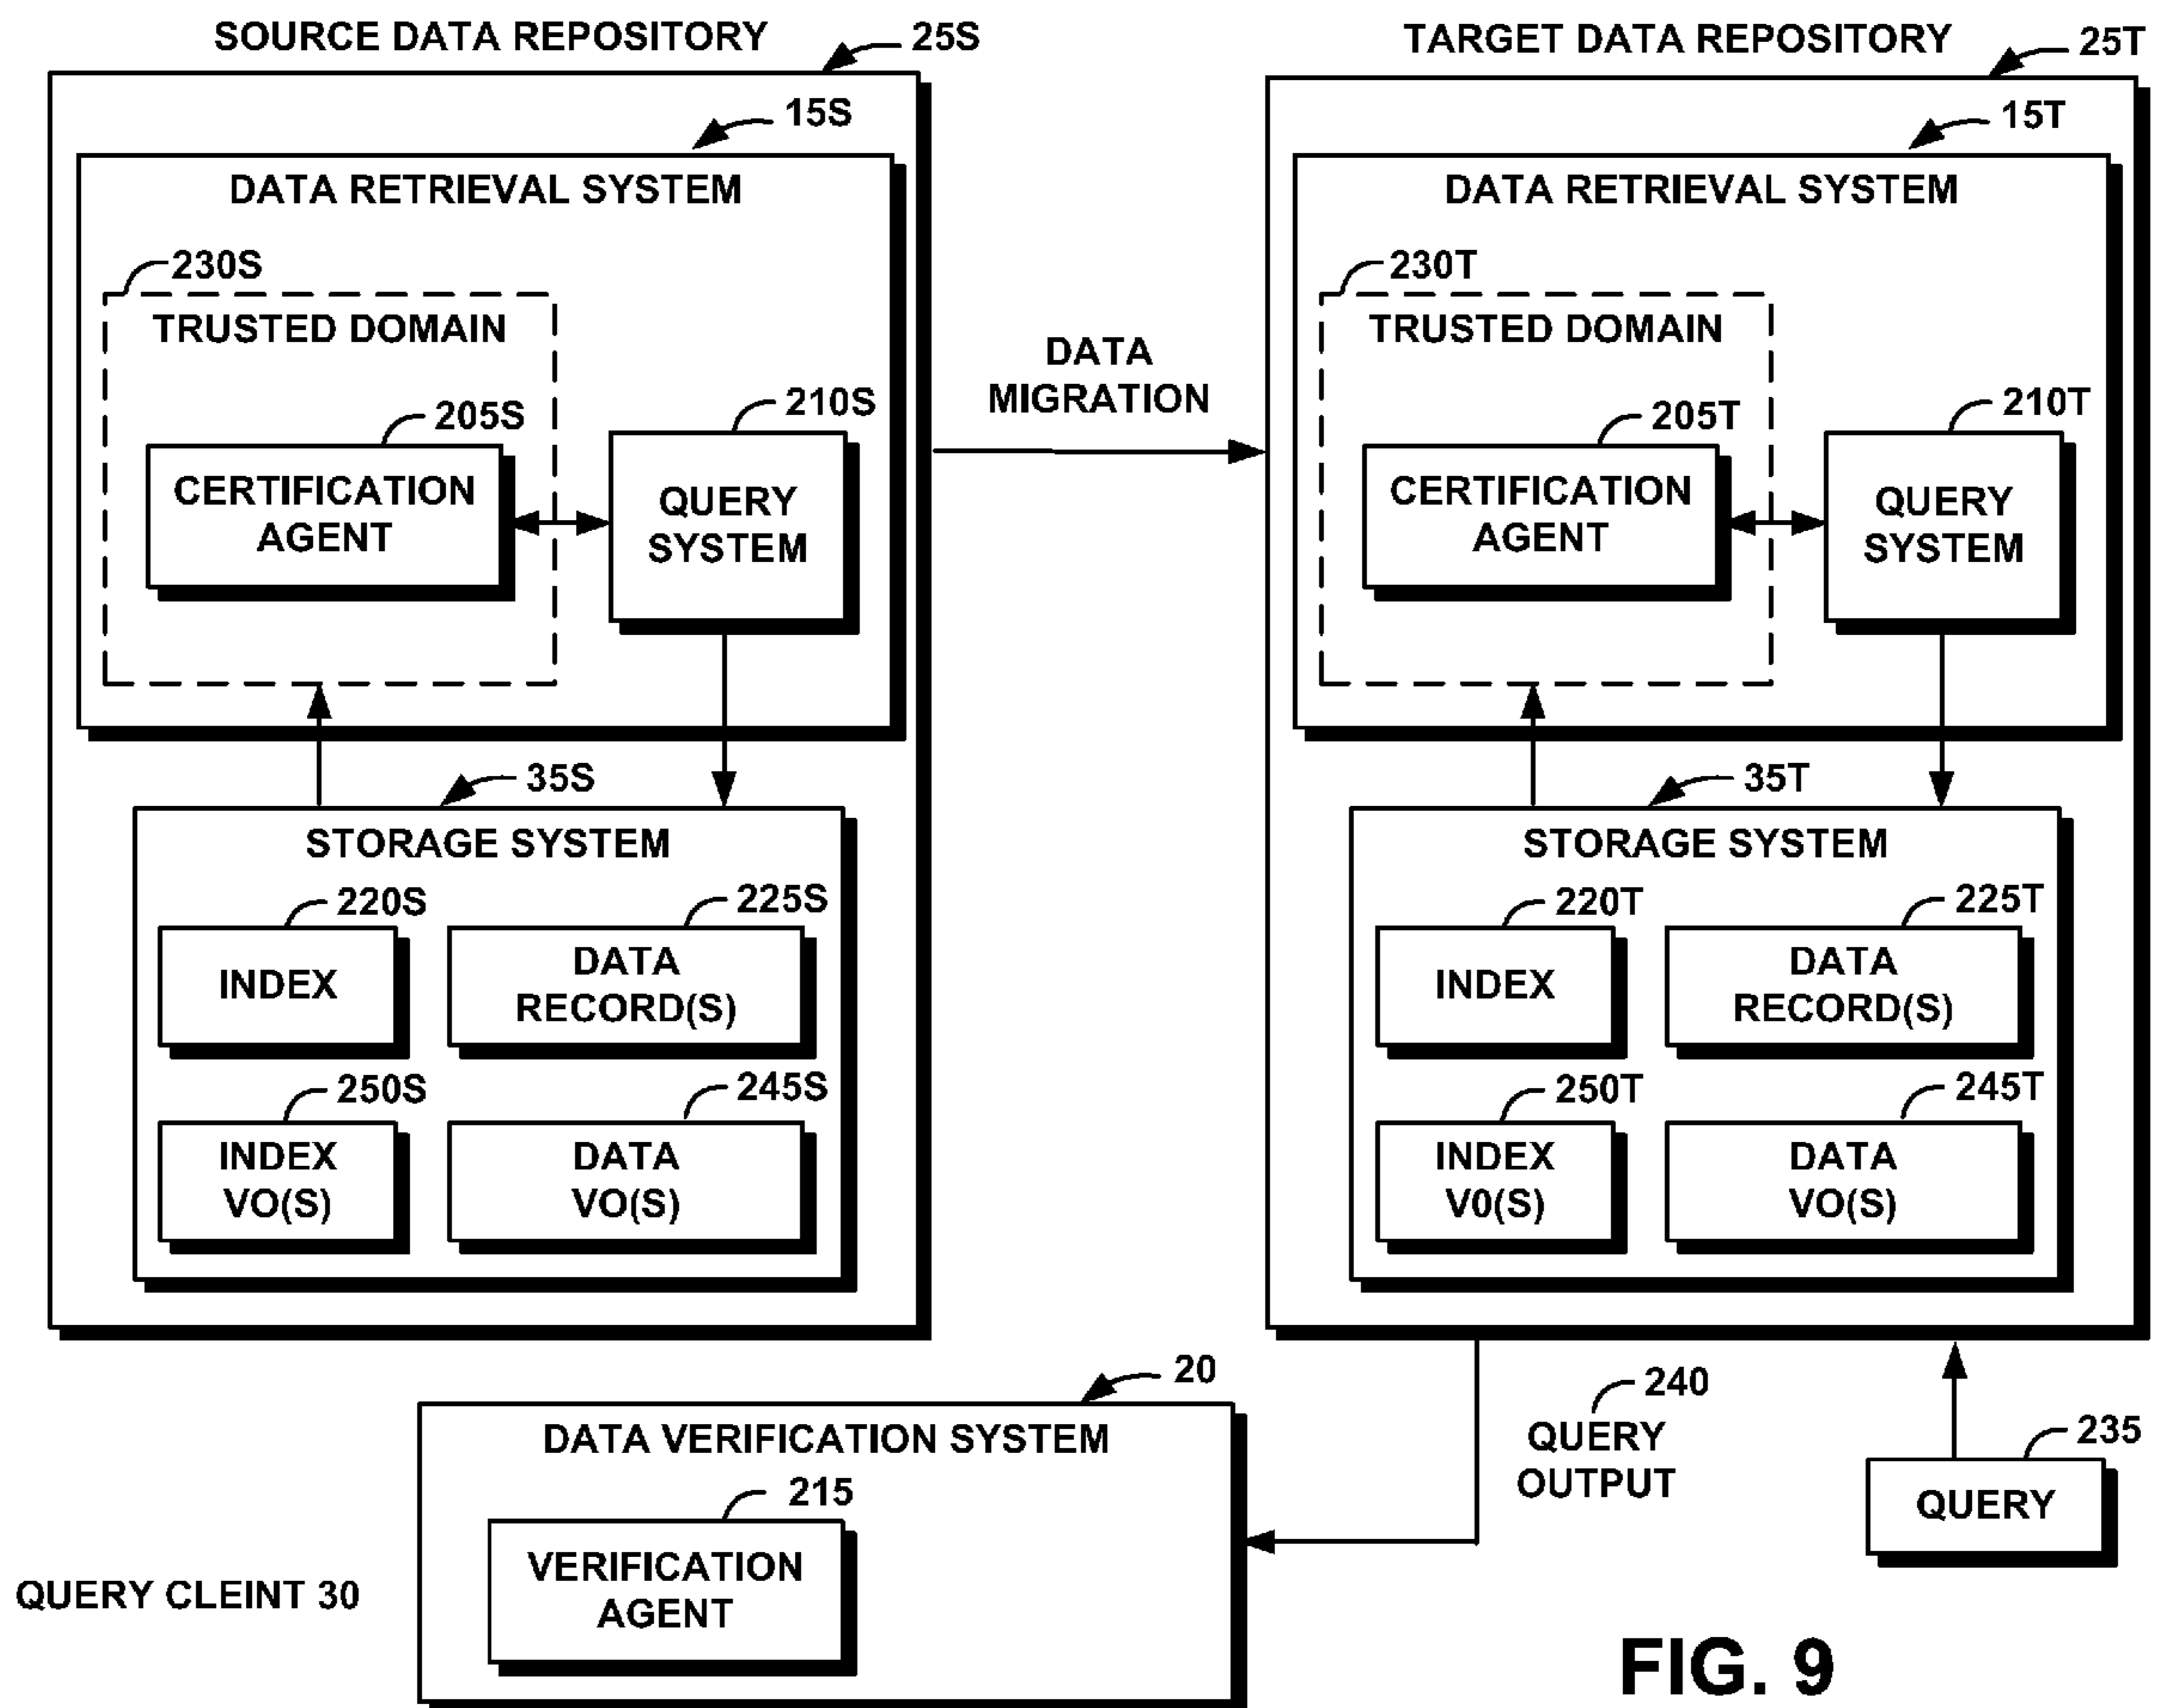 SOURCE DATA REPOSITORY
25S
15S
DATA RETRIEVAL SYSTEM
230S
TRUSTED DOMAIN
205S
CERTIFICATION
AGENT
210S
QUERY
SYSTEM
35S
STORAGE SYSTEM
220S
INDEX
225S
DATA
RECORD(S)
250S
INDEX
VO(S)
245S
DATA
VO(S)
DATA
MIGRATION
TARGET DATA REPOSITORY
25T
15T
DATA RETRIEVAL SYSTEM
230T
TRUSTED DOMAIN
205T
CERTIFICATION
AGENT
210T
QUERY
SYSTEM
35T
STORAGE SYSTEM
220T
INDEX
225T
DATA
RECORD(S)
250T
INDEX
V0(S)
245T
DATA
VO(S)
20
DATA VERIFICATION SYSTEM
215
VERIFICATION
AGENT
QUERY CLEINT 30
240
QUERY
OUTPUT
235
QUERY
FIG. 9